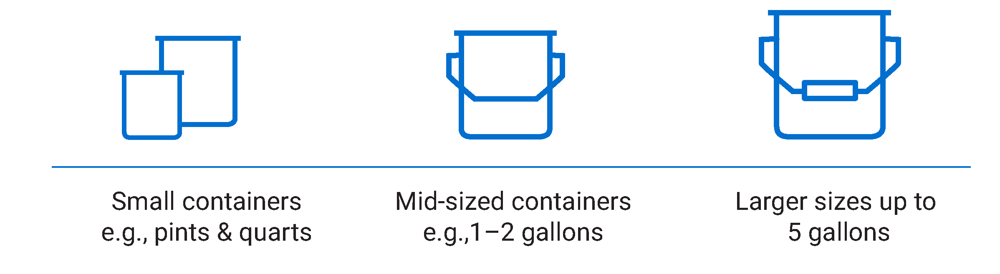 Small containers
e.g., pints & quarts
Mid-sized containers
e.g.,1–2 gallons
Larger sizes up to
5 gallons